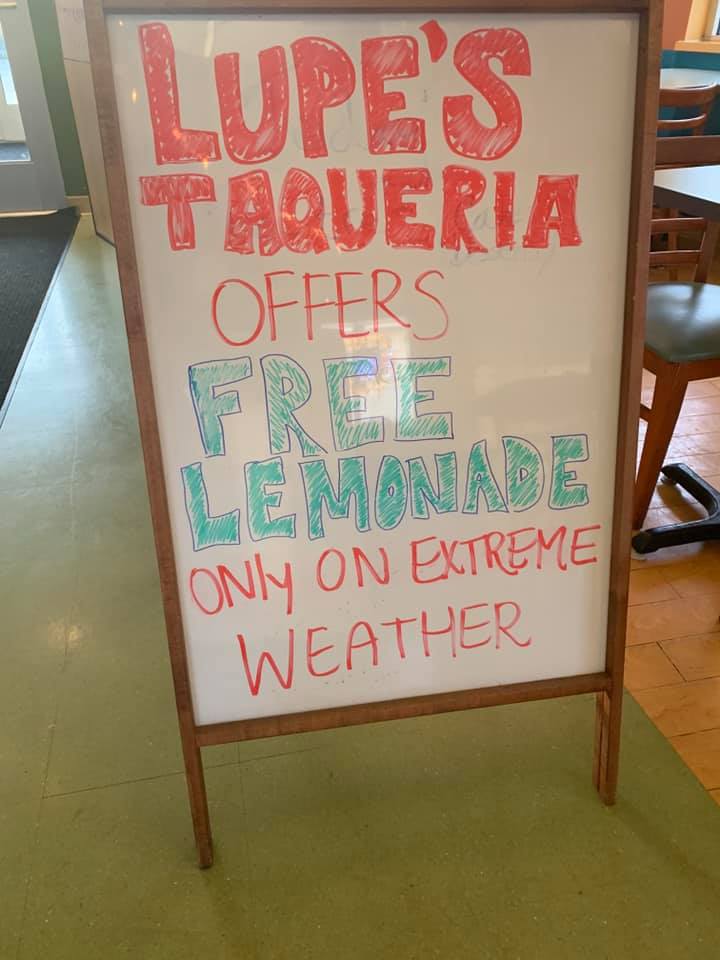 LUPE'S
TAQUERIA
OFFERS
FREE
LEMONADE
ONLY ON EXTREME
WEATHER